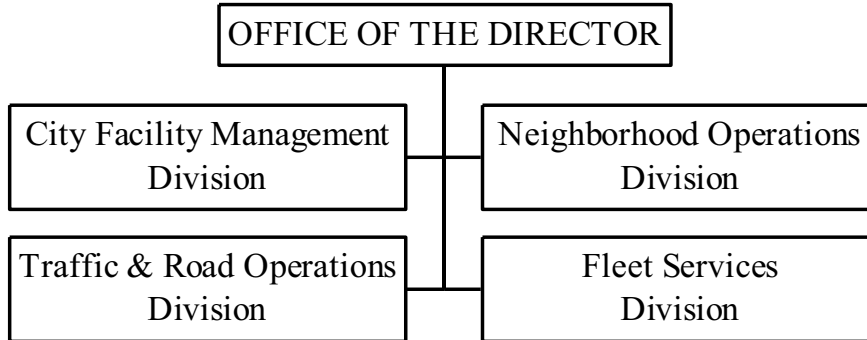 OFFICE OF THE DIRECTOR
City Facility Management
Division
Neighborhood Operations
Division
Traffic & Road Operations
Division
Fleet Services
Division